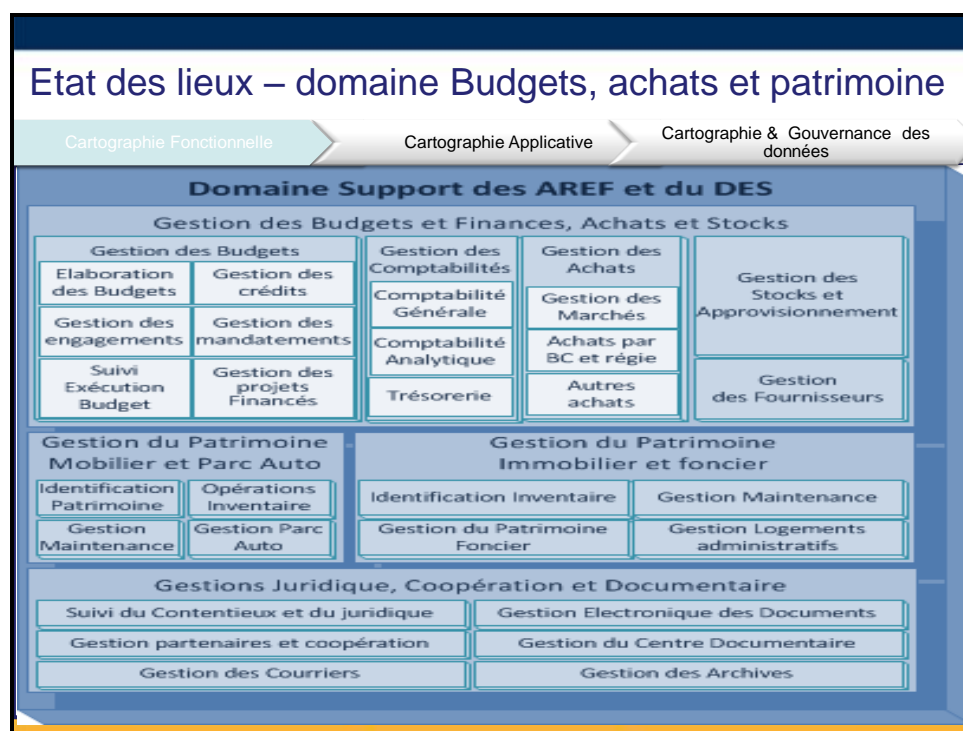 Etat des lieux – domaine Budgets, achats et patrimoine
Cartographie Fonctionnelle
Cartographie Applicative
Cartographie & Gouvernance des
données
Domaine Support des AREF et du DES
Gestion des Budgets et Finances, Achats et Stocks
Gestion des Budgets
Elaboration
des Budgets
Gestion des
crédits
Gestion des
engagements
Gestion des
mandatements
Suivi
Exécution
Budget
Gestion des
projets
Financés
Gestion des
Comptabilités
Comptabilité
Générale
Comptabilité
Analytique
Trésorerie
Gestion des
Achats
Gestion des
Marchés
Achats par
BC et régie
Autres
achats
Gestion des
Stocks et
Approvisionnement
Gestion
des Fournisseurs
Gestion du Patrimoine
Mobilier et Parc Auto
Identification
Patrimoine
Opérations
Inventaire
Gestion
Maintenance
Gestion Parc
Auto
Gestion du Patrimoine
Immobilier et foncier
Identification Inventaire
Gestion Maintenance
Gestion du Patrimoine
Foncier
Gestion Logements
administratifs
Gestions Juridique, Coopération et Documentaire
Suivi du Contentieux et du juridique
Gestion Electronique des Documents
Gestion partenaires et coopération
Gestion du Centre Documentaire
Gestion des Courriers
Gestion des Archives